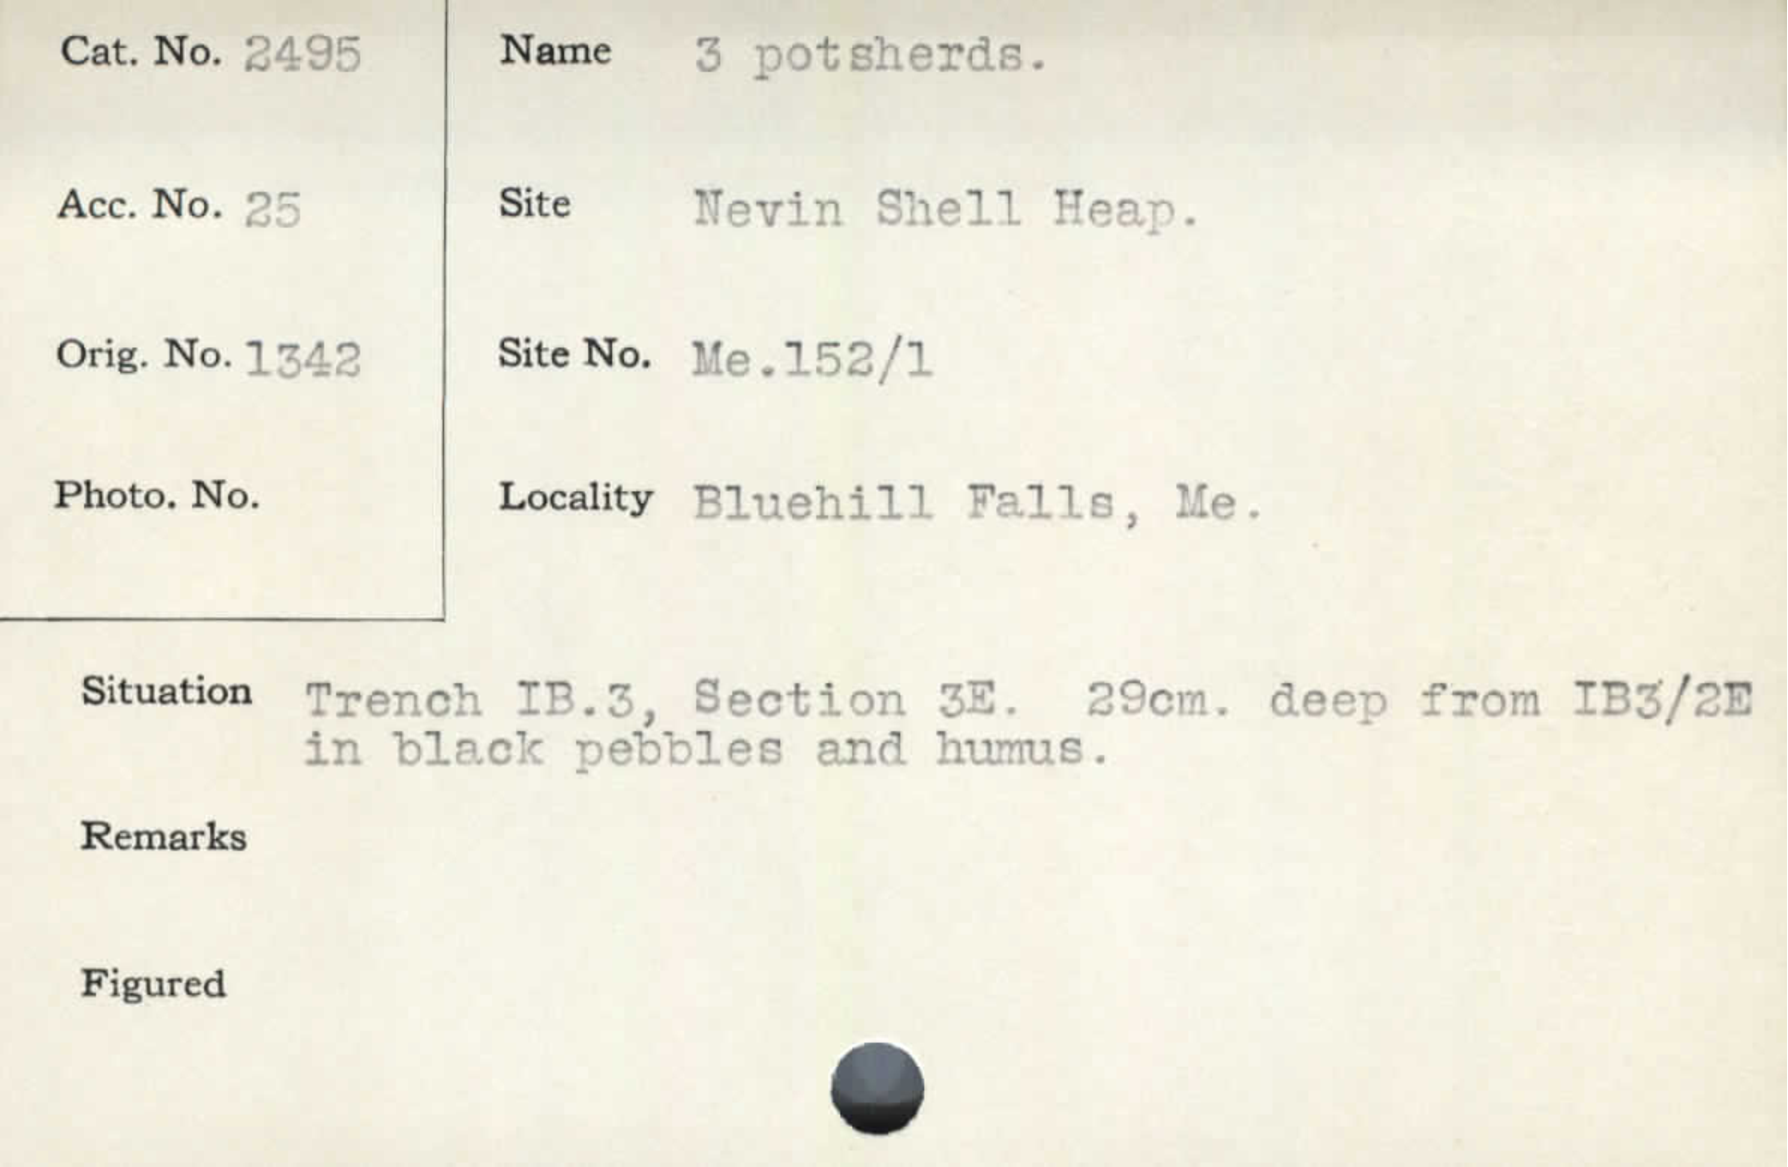 Cat. No. 2495
Acc. No. 25
Orig. No. 1342
Photo. No.
Name 3 potsherds.
Site Nevin Shell Heap.
Site No. Me.152/1
Locality Bluehill Falls, Me.
Situation Trench IB.3, Section 3E. 29cm. deep from IB3/2E
in black pebbles and humus.
Remarks
Figured